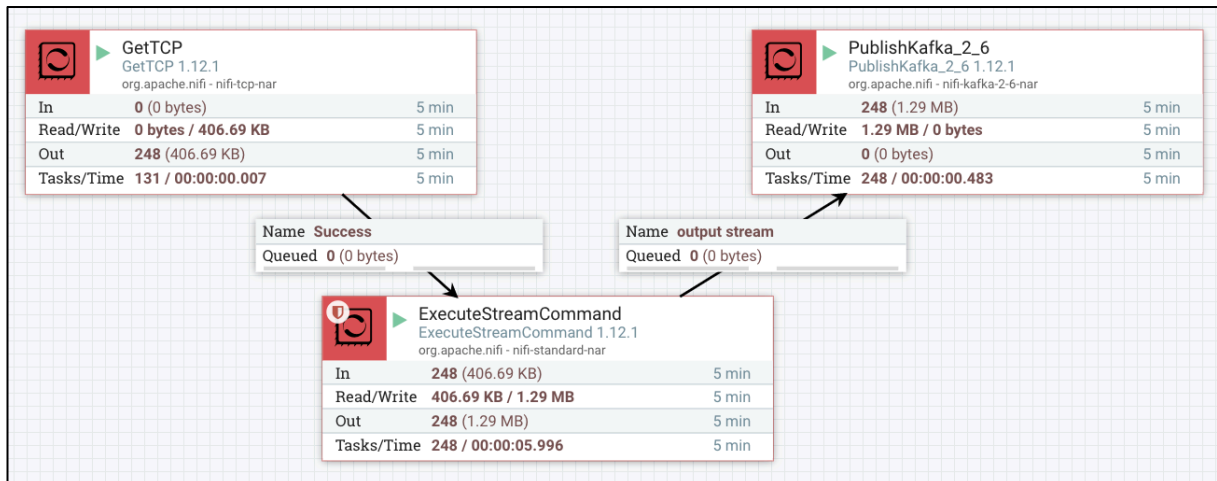 GetTCP
GetTCP 1.12.1
org.apache.nifi - nifi-tcp-nar
In 0 (0 bytes) 5 min
Read/Write 0 bytes / 406.69 KB 5 min
Out 248 (406.69 KB) 5 min
Tasks/Time 131 / 00:00:00.007 5 min
PublishKafka_2_6
PublishKafka_2_6 1.12.1
org.apache.nifi - nifi-kafka-2-6-nar
In 248 (1.29 MB) 5 min
Read/Write 1.29 MB / 0 bytes 5 min
Out 0 (0 bytes) 5 min
Tasks/Time 248 / 00:00:00.483 5 min
Name Success
Queued 0 (0 bytes)
Name output stream
Queued 0 (0 bytes)
ExecuteStreamCommand
ExecuteStreamCommand 1.12.1
org.apache.nifi - nifi-standard-nar
In 248 (406.69 KB) 5 min
Read/Write 406.69 KB / 1.29 MB 5 min
Out 248 (1.29 MB) 5 min
Tasks/Time 248 / 00:00:05.996 5 min